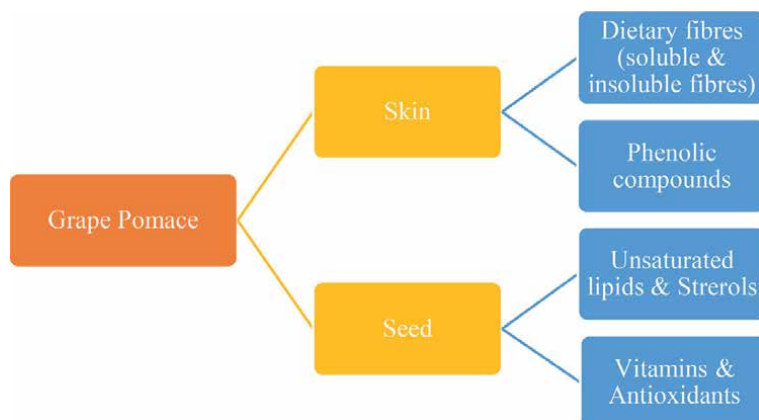 Grape Pomace
Skin
Dietary fibres
(soluble &
insoluble fibres)
Phenolic
compounds
Seed
Unsaturated
lipids & Strerols
Vitamins &
Antioxidants